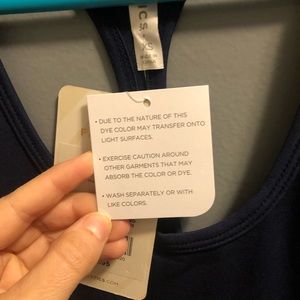 • DUE TO THE NATURE OF THIS
DYE COLOR MAY TRANSFER ONTO
LIGHT SURFACES.
• EXERCISE CAUTION AROUND
OTHER GARMENTS THAT MAY
ABSORB THE COLOR OR DYE.
• WASH SEPARATELY OR WITH
LIKE COLORS.